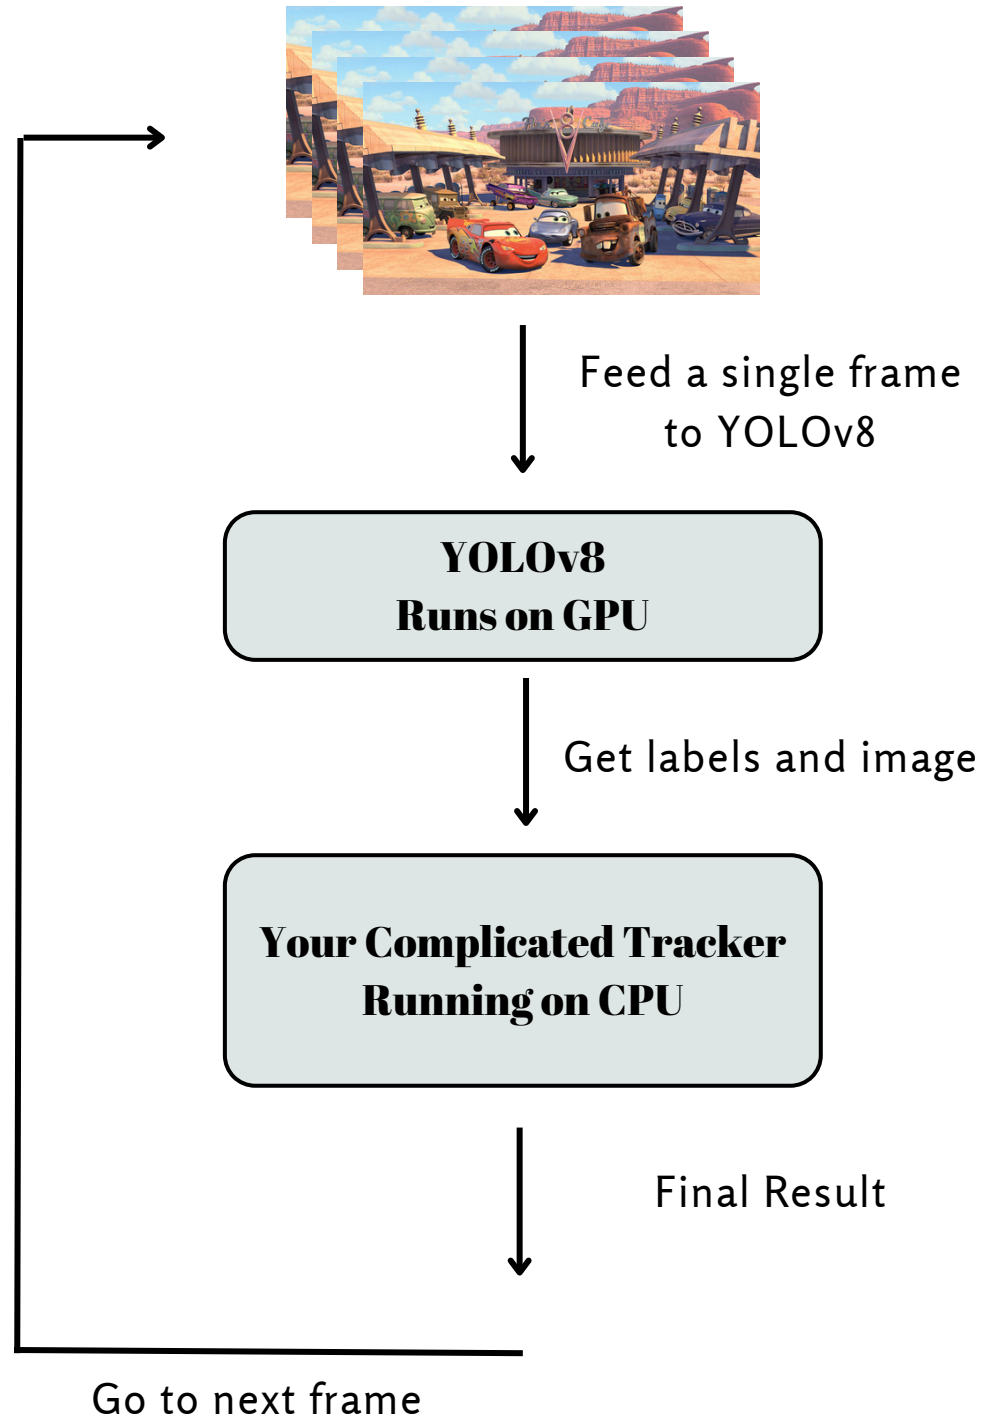 V8
Feed a single frame
to YOLOv8
YOLOv8
Runs on GPU
Get labels and image
Your Complicated Tracker
Running on CPU
Final Result
Go to next frame